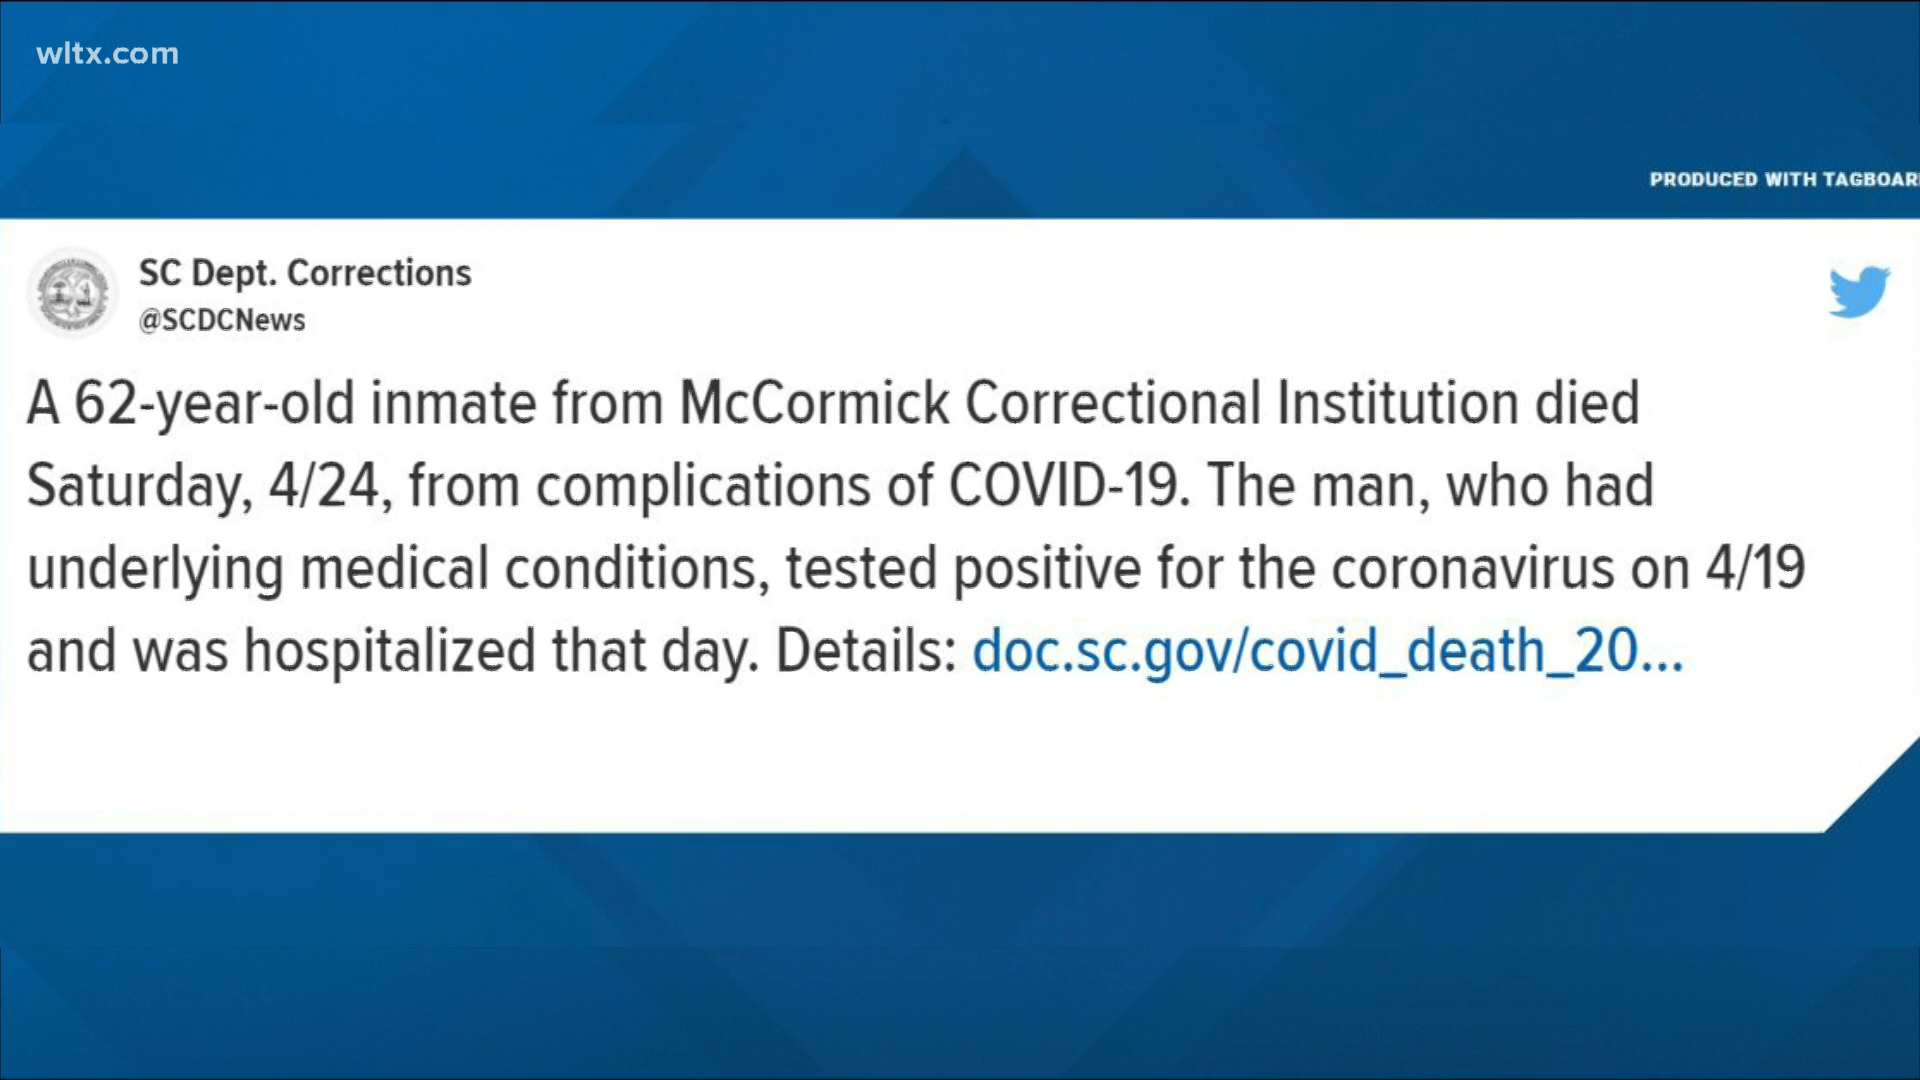 wltx.com
PRODUCED WITH TAGBOAR
SC Dept. Corrections
@SCDCNews
A 62-year-old inmate from McCormick Correctional Institution died
Saturday, 4/24, from complications of COVID-19. The man, who had
underlying medical conditions, tested positive for the coronavirus on 4/19
and was hospitalized that day. Details: doc.sc.gov/covid_death_20...